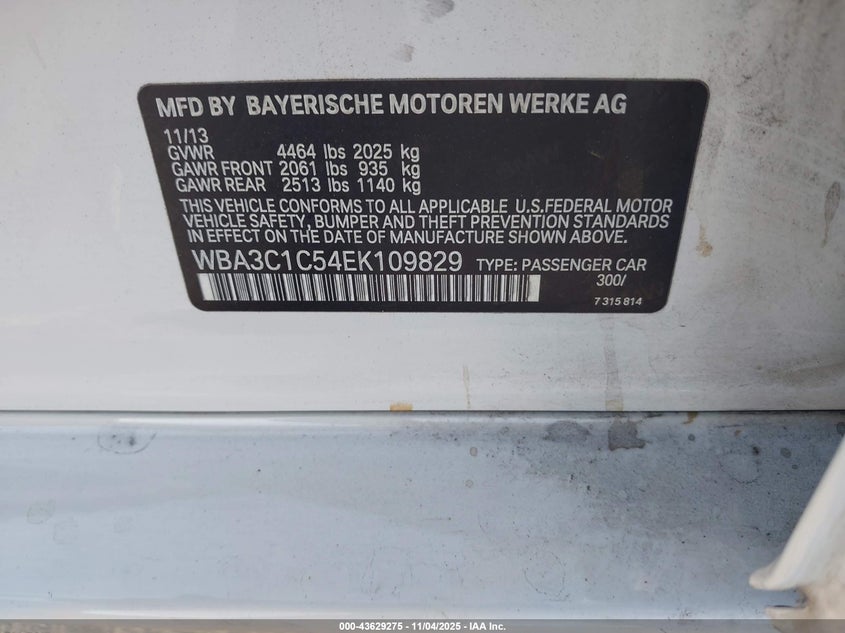 MFD BY BAYERISCHE MOTOREN WERKE AG
11/13
GVWR 4464 lbs 2025 kg
GAWR FRONT 2061 lbs 935 kg
GAWR REAR 2513 lbs 1140 kg
THIS VEHICLE CONFORMS TO ALL APPLICABLE U.S.FEDERAL MOTOR
VEHICLE SAFETY, BUMPER AND THEFT PREVENTION STANDARDS
IN EFFECT ON THE DATE OF MANUFACTURE SHOWN ABOVE.
WBA3C1C54EK109829 TYPE: PASSENGER CAR
300/
7 315 814
000-43629275 - 11/04/2025 - IAA Inc.